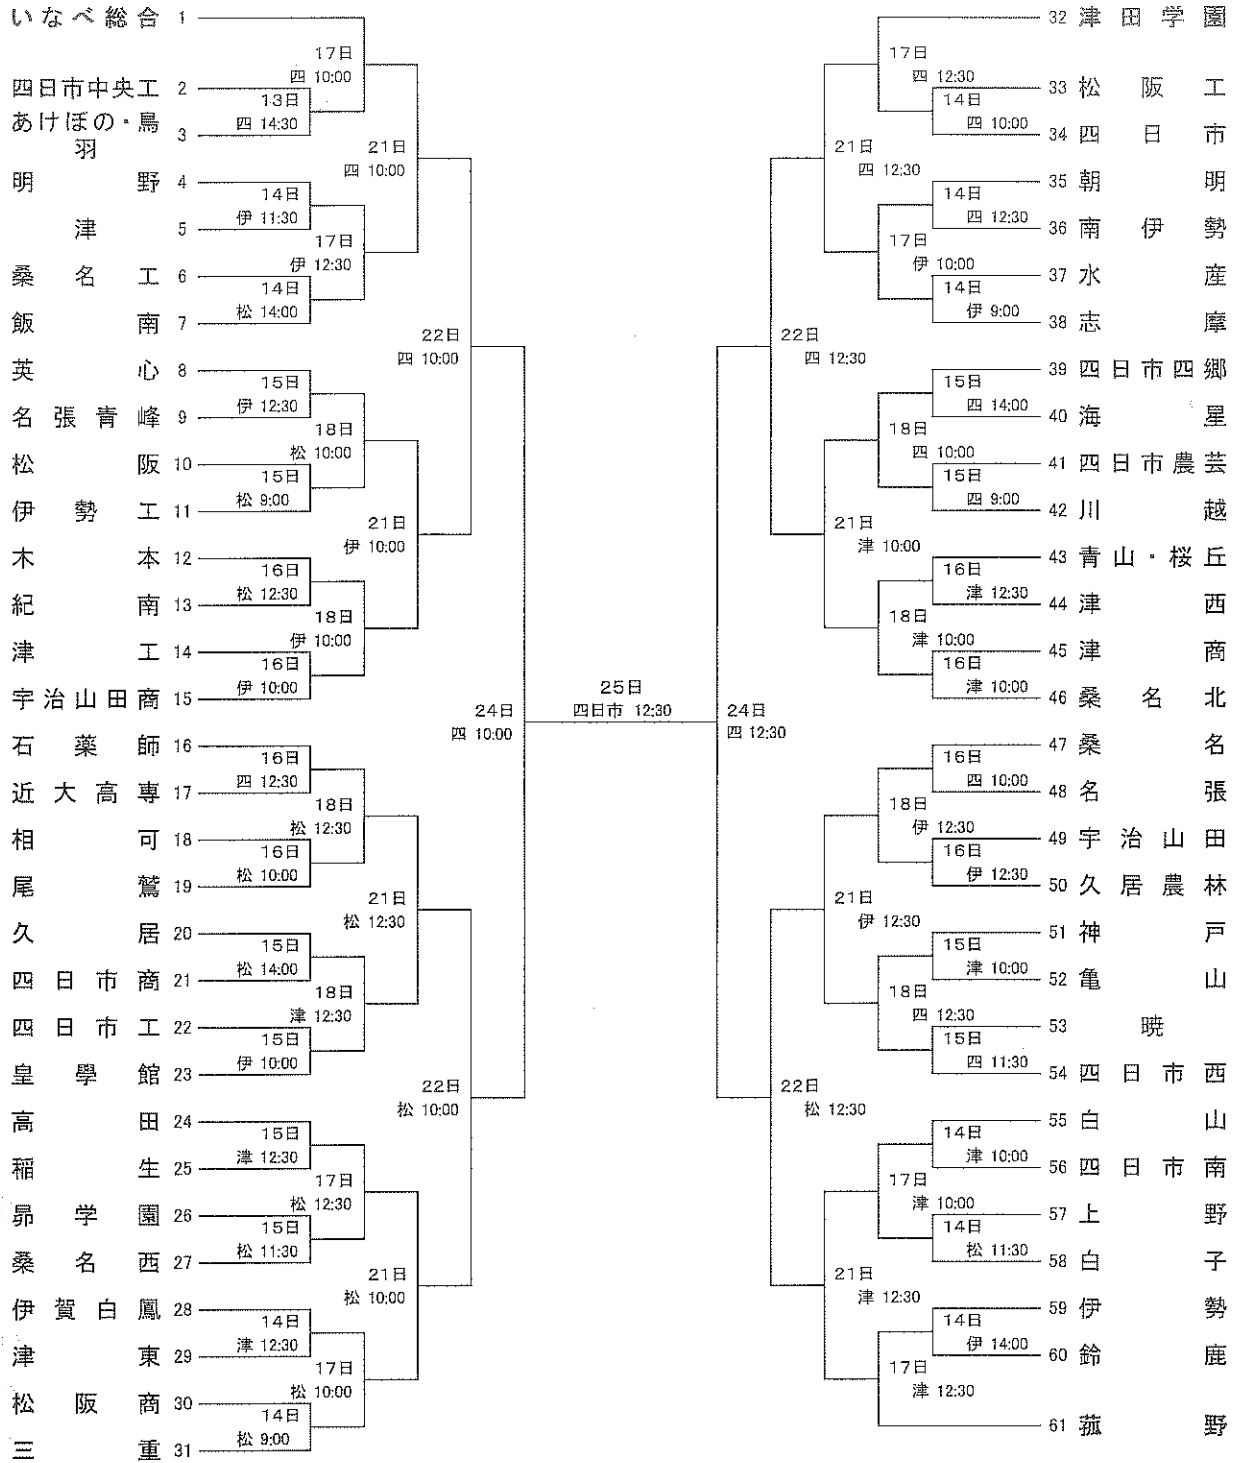 いなべ総合 1
17日
四 10:00
四日市中央工 2
13日
四 14:30
あけぼの・鳥羽 3
21日
四 10:00
明野 4
14日
伊 11:30
津 5
17日
伊 12:30
桑名工 6
14日
松 14:00
飯南 7
22日
四 10:00
英心 8
15日
伊 12:30
名張青峰 9
18日
松 10:00
松阪 10
15日
松 9:00
伊勢工 11
21日
伊 10:00
木本 12
16日
松 12:30
紀南 13
18日
伊 10:00
津工 14
16日
伊 10:00
宇治山田商 15
24日
四 10:00
石薬師 16
16日
四 12:30
近大高専 17
18日
松 12:30
相可 18
16日
松 10:00
尾鷲 19
21日
松 12:30
久居 20
15日
松 14:00
四日市商 21
18日
津 12:30
四日市工 22
15日
伊 10:00
皇學館 23
22日
松 10:00
高田 24
15日
津 12:30
稲生 25
17日
松 12:30
昴学園 26
15日
松 11:30
桑名西 27
21日
松 10:00
伊賀白鳳 28
14日
津 12:30
津東 29
17日
松 10:00
松阪商 30
14日
松 9:00
三重 31
25日
四日市 12:30
32 津田学園
17日
四 12:30
33 松阪工
14日
四 10:00
34 四日市
21日
四 12:30
35 朝明
14日
四 12:30
36 南伊勢
17日
伊 10:00
37 水産
14日
伊 9:00
38 志摩
22日
四 12:30
39 四日市四郷
15日
四 14:00
40 海星
18日
四 10:00
41 四日市農芸
15日
四 9:00
42 川越
21日
津 10:00
43 青山・桜丘
16日
津 12:30
44 津西
18日
津 10:00
45 津商
16日
津 10:00
46 桑名北
24日
四 12:30
47 桑名
16日
四 10:00
48 名張
18日
伊 12:30
49 宇治山田
16日
伊 12:30
50 久居農林
21日
伊 12:30
51 神戸
15日
津 10:00
52 亀山
18日
四 12:30
53 暁
15日
四 11:30
54 四日市西
22日
松 12:30
55 白山
14日
津 10:00
56 四日市南
17日
津 10:00
57 上野
14日
松 11:30
58 白子
21日
津 12:30
59 伊勢
14日
伊 14:00
60 鈴鹿
17日
津 12:30
61 菰野